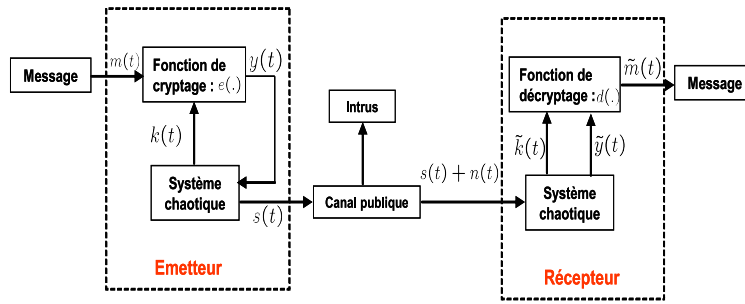 Message
m(t)
Fonction de
cryptage : e(.)
y(t)
k(t)
Système
chaotique
s(t)
Emetteur
Intrus
Canal publique
s(t) + n(t)
Fonction de
décryptage : d(.)
m̃(t)
Message
k̃(t)
ỹ(t)
Système
chaotique
Récepteur